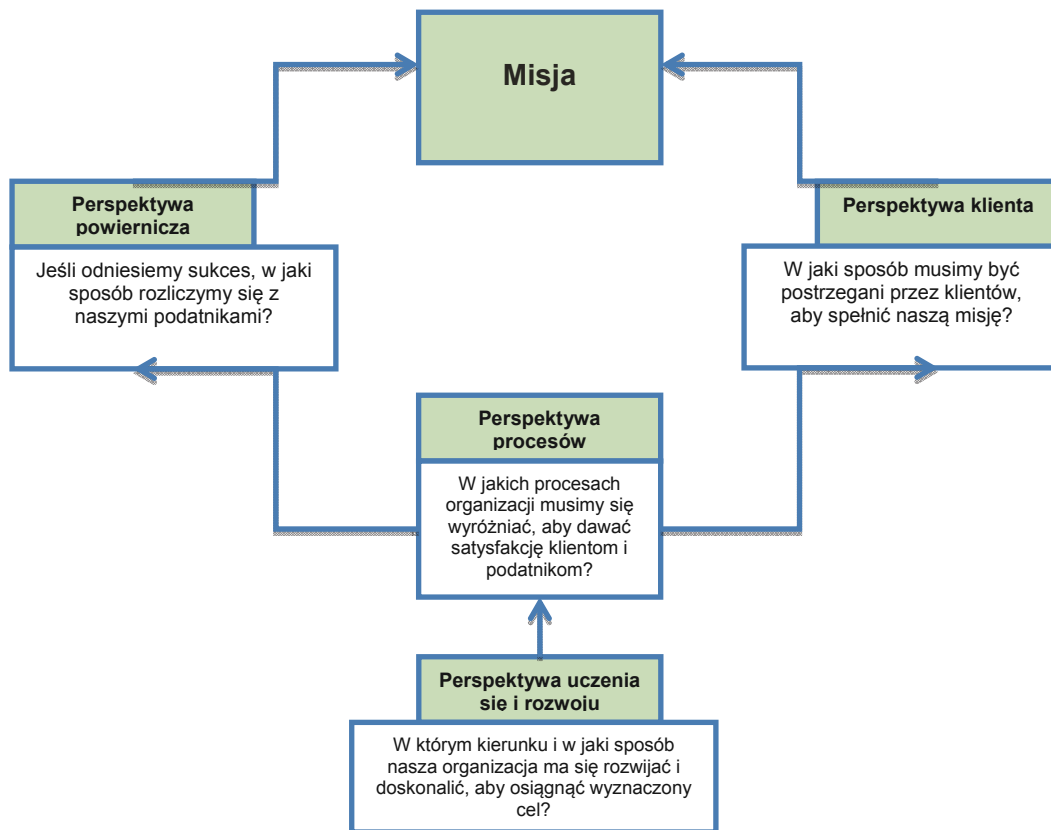 Misja
Perspektywa
powiernicza
Jeśli odniesiemy sukces, w jaki
sposób rozliczymy się z
naszymi podatnikami?
Perspektywa klienta
W jaki sposób musimy być
postrzegani przez klientów,
aby spełnić naszą misję?
Perspektywa
procesów
W jakich procesach
organizacji musimy się
wyróżniać, aby dawać
satysfakcję klientom i
podatnikom?
Perspektywa uczenia
się i rozwoju
W którym kierunku i w jaki sposób
nasza organizacja ma się rozwijać i
doskonalić, aby osiągnąć wyznaczony
cel?